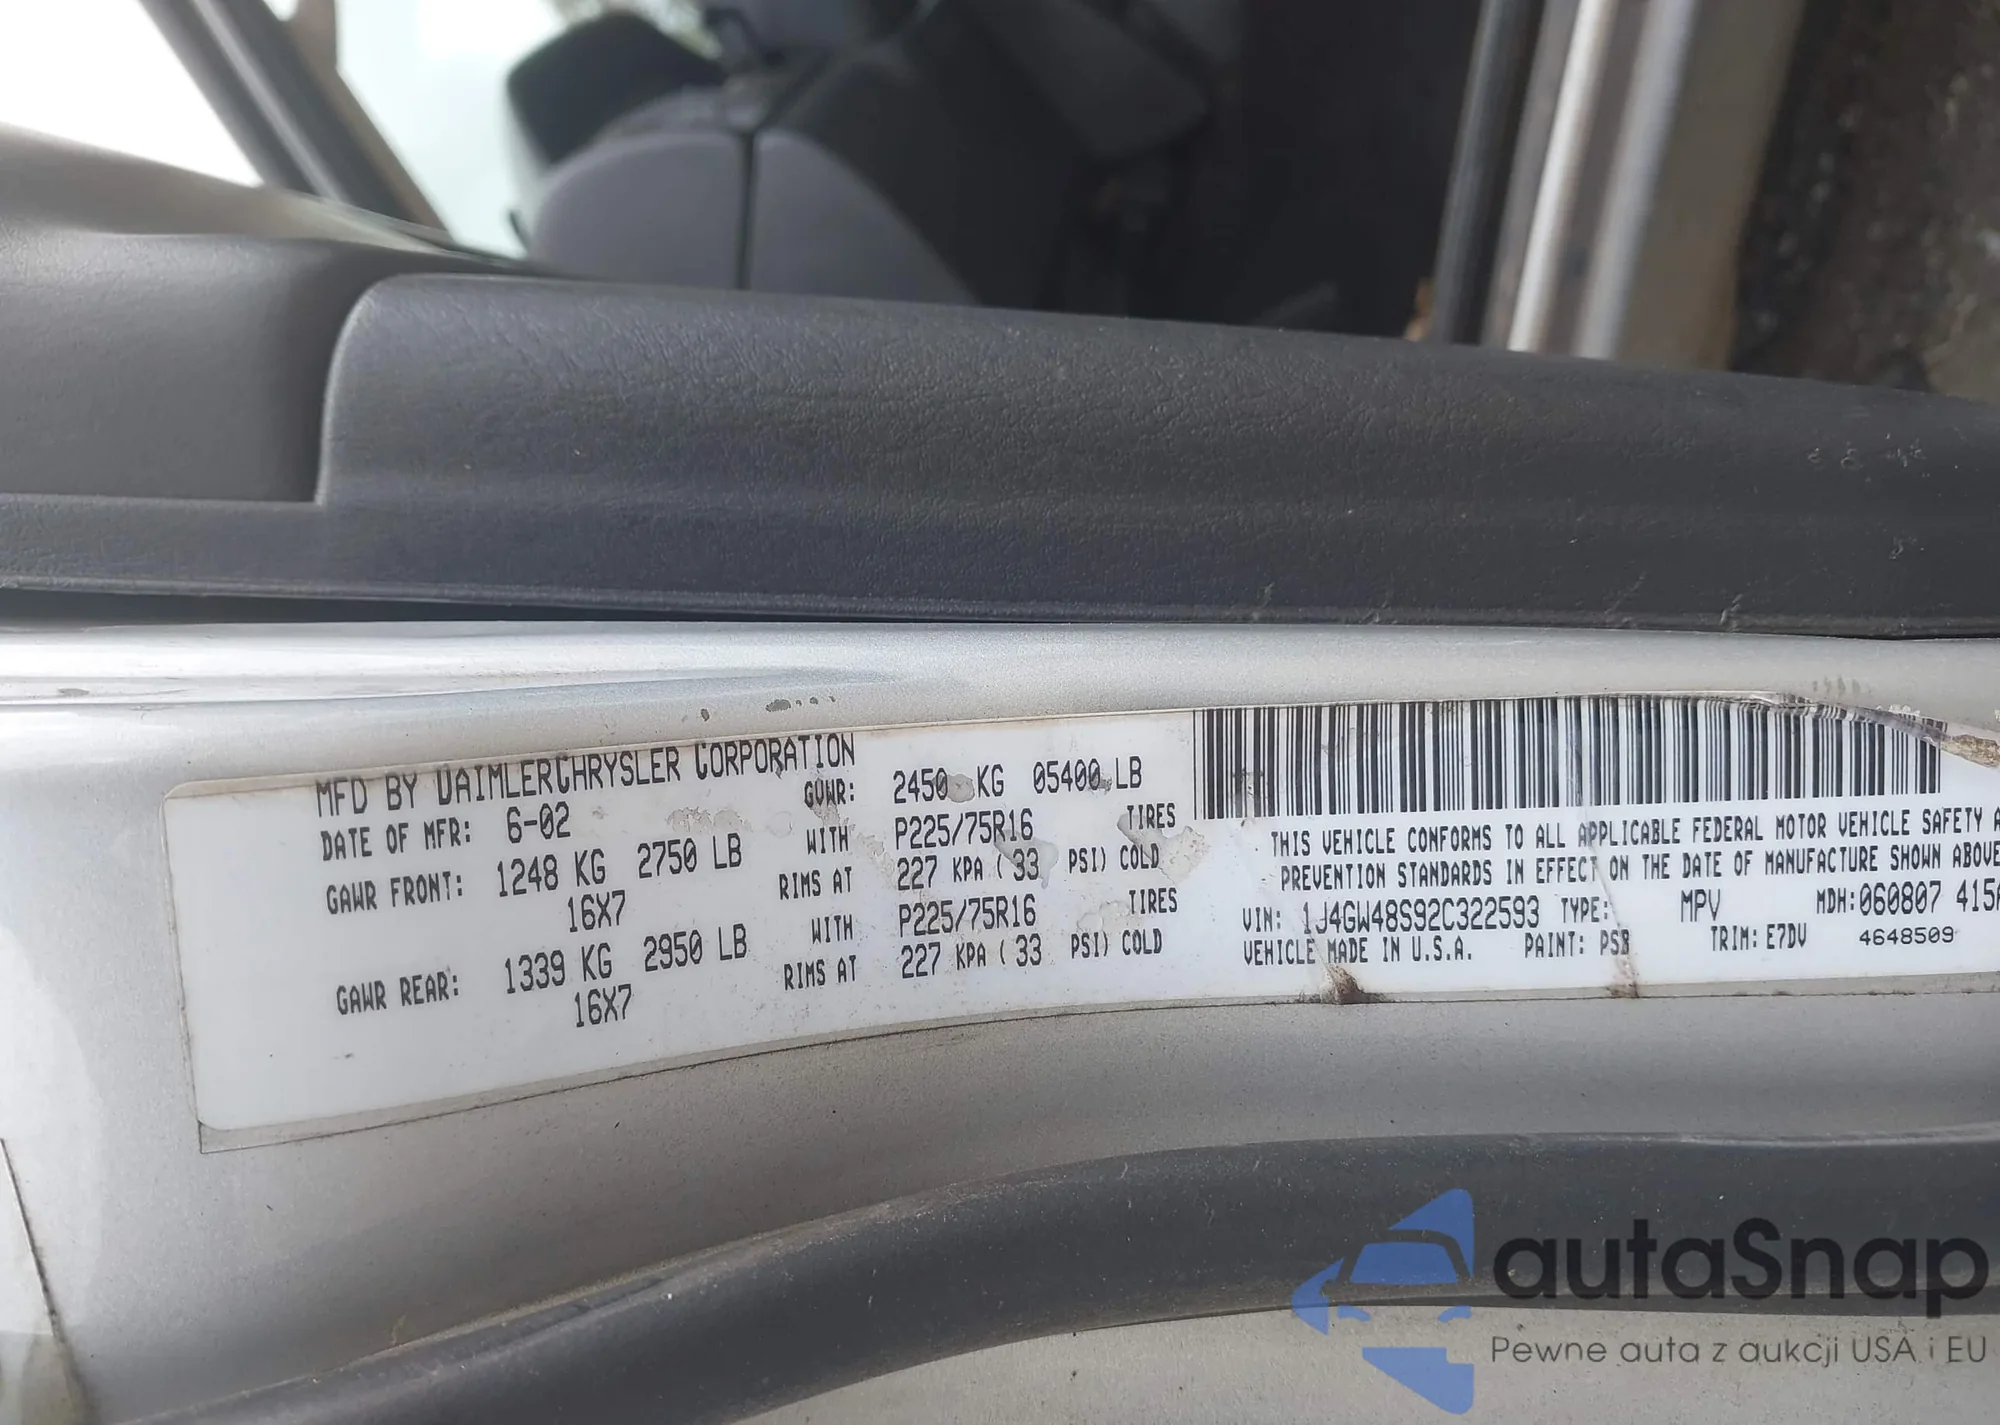 MFD BY DAIMLERCHRYSLER CORPORATION
DATE OF MFR: 6-02 GVWR: 2450 KG 05400 LB
GAWR FRONT: 1248 KG 2750 LB WITH P225/75R16 TIRES
16X7 RIMS AT 227 KPA ( 33 PSI) COLD
GAWR REAR: 1339 KG 2950 LB WITH P225/75R16 TIRES
16X7 RIMS AT 227 KPA ( 33 PSI) COLD
THIS VEHICLE CONFORMS TO ALL APPLICABLE FEDERAL MOTOR VEHICLE SAFETY
PREVENTION STANDARDS IN EFFECT ON THE DATE OF MANUFACTURE SHOWN ABOVE
VIN: 1J4GW48S92C322593 TYPE: MPV MDH:060807 415
VEHICLE MADE IN U.S.A. PAINT: PSB TRIM: E7DV 4648509
autaSnap
Pewne auta z aukcji USA i EU